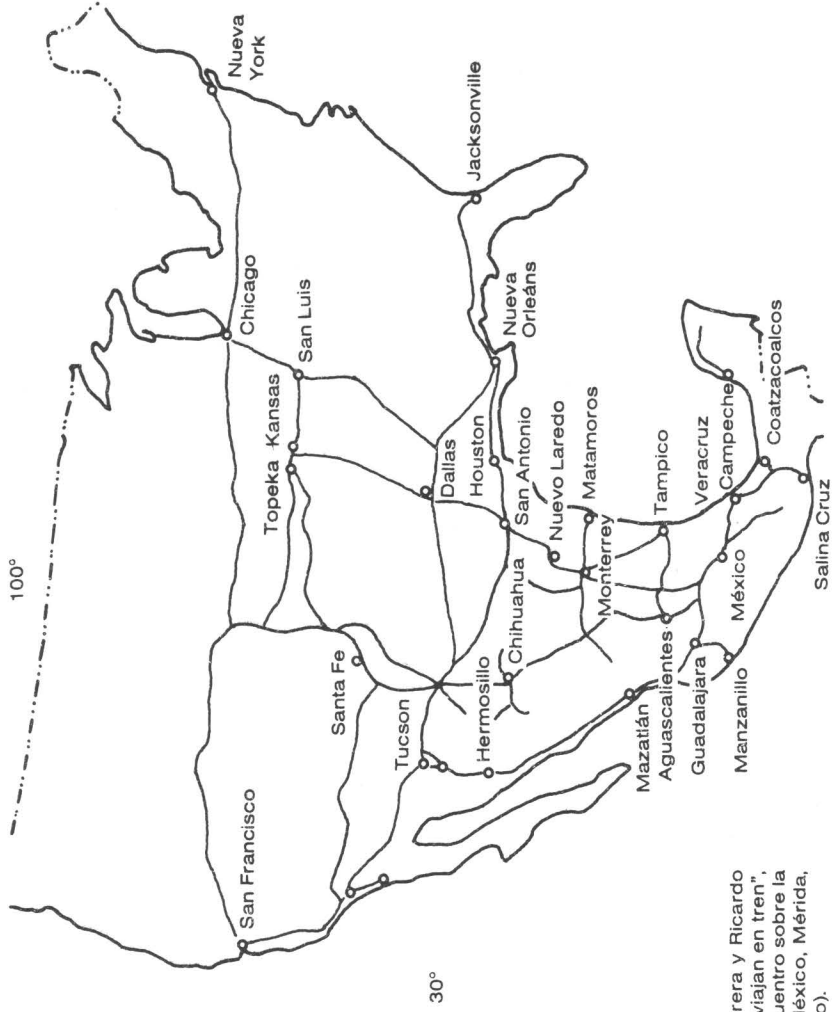 100°
Nueva
York
Chicago
San Luis
Kansas
Topeka
Jacksonville
Nueva
Orleáns
Dallas
Houston
San Antonio
Santa Fe
San Francisco
Tucson
Hermosillo
Chihuahua
Nuevo Laredo
Matamoros
Monterrey
Tampico
Veracruz
Campeche
Coatzacoalcos
Mazatlán
Aguascalientes
Guadalajara
Manzanillo
México
Salina Cruz
30°
rera y Ricardo
viajan en tren",
uentro sobre la
léxico, Mérida,
o).